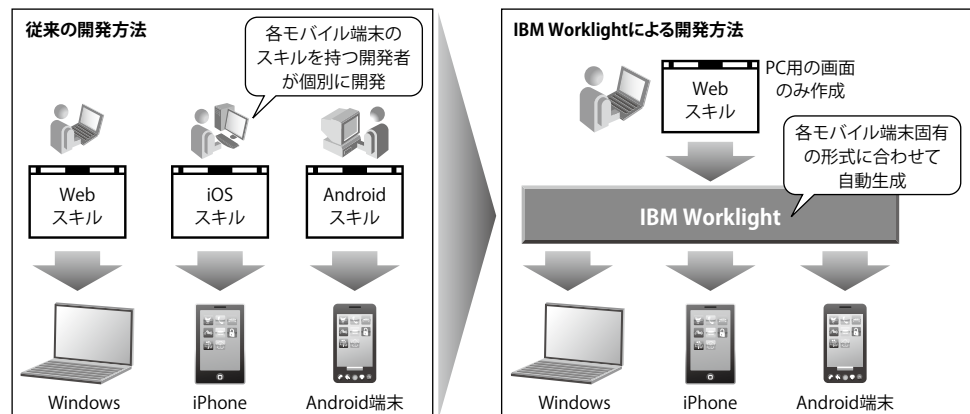 従来の開発方法
各モバイル端末の
スキルを持つ開発者
が個別に開発
Web
スキル
iOS
スキル
Android
スキル
Windows
iPhone
Android端末
IBM Worklightによる開発方法
Web
スキル
PC用の画面
のみ作成
各モバイル端末固有
の形式に合わせて
自動生成
IBM Worklight
Windows
iPhone
Android端末